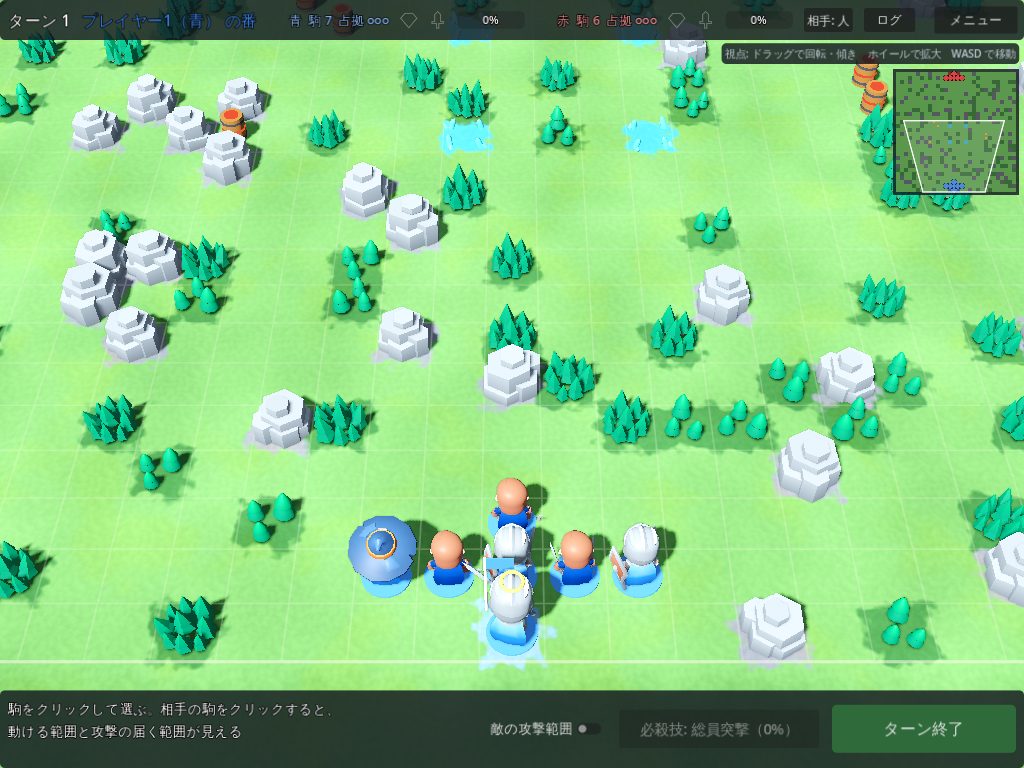 ターン 1 プレイヤー1（青） の番 青 駒 7 占拠 ○○○ 0% 赤 駒 6 占拠 ○○○ 0% 相手: 人 ログ メニュー
視点: ドラッグで回転・傾き ホイールで拡大 WASD で移動
駒をクリックして選ぶ。相手の駒をクリックすると、
動ける範囲と攻撃の届く範囲が見える
敵の攻撃範囲
必殺技: 総員突撃（0%）
ターン終了